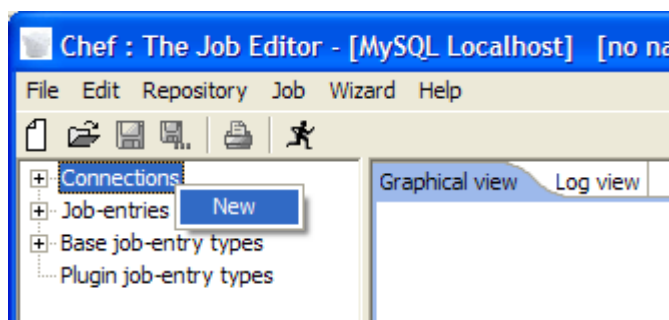 Chef : The Job Editor - [MySQL Localhost] [no na
File Edit Repository Job Wizard Help
Connections
Graphical view Log view
New
Job-entries
Base job-entry types
Plugin job-entry types